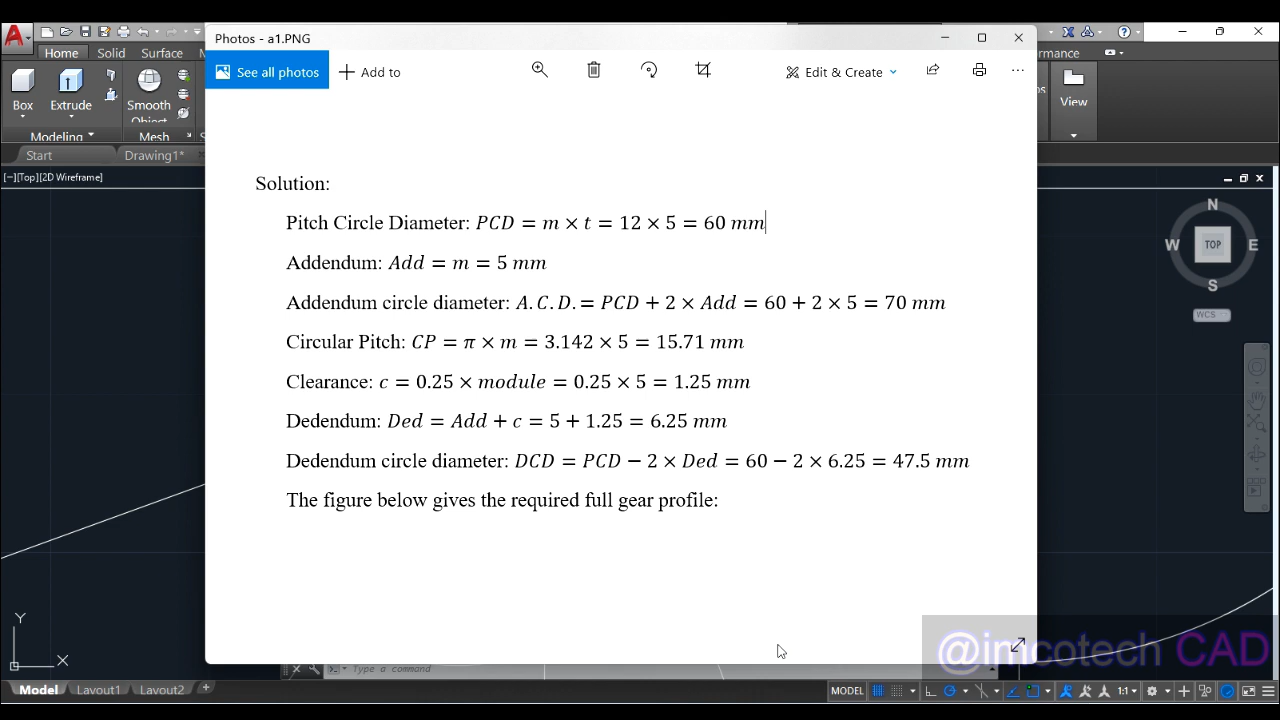 Photos - a1.PNG
See all photos
Add to
Edit & Create
Home Solid Surface
Box Extrude Smooth Object
Modeling Mesh
View
Start Drawing1*
[−][Top][2D Wireframe]
N
W TOP E
S
WCS
Solution:
Pitch Circle Diameter: PCD = m × t = 12 × 5 = 60 mm
Addendum: Add = m = 5 mm
Addendum circle diameter: A.C.D. = PCD + 2 × Add = 60 + 2 × 5 = 70 mm
Circular Pitch: CP = π × m = 3.142 × 5 = 15.71 mm
Clearance: c = 0.25 × module = 0.25 × 5 = 1.25 mm
Dedendum: Ded = Add + c = 5 + 1.25 = 6.25 mm
Dedendum circle diameter: DCD = PCD − 2 × Ded = 60 − 2 × 6.25 = 47.5 mm
The figure below gives the required full gear profile:
Y
X
@imcotech CAD
Type a command
Model Layout1 Layout2 +
MODEL 1:1